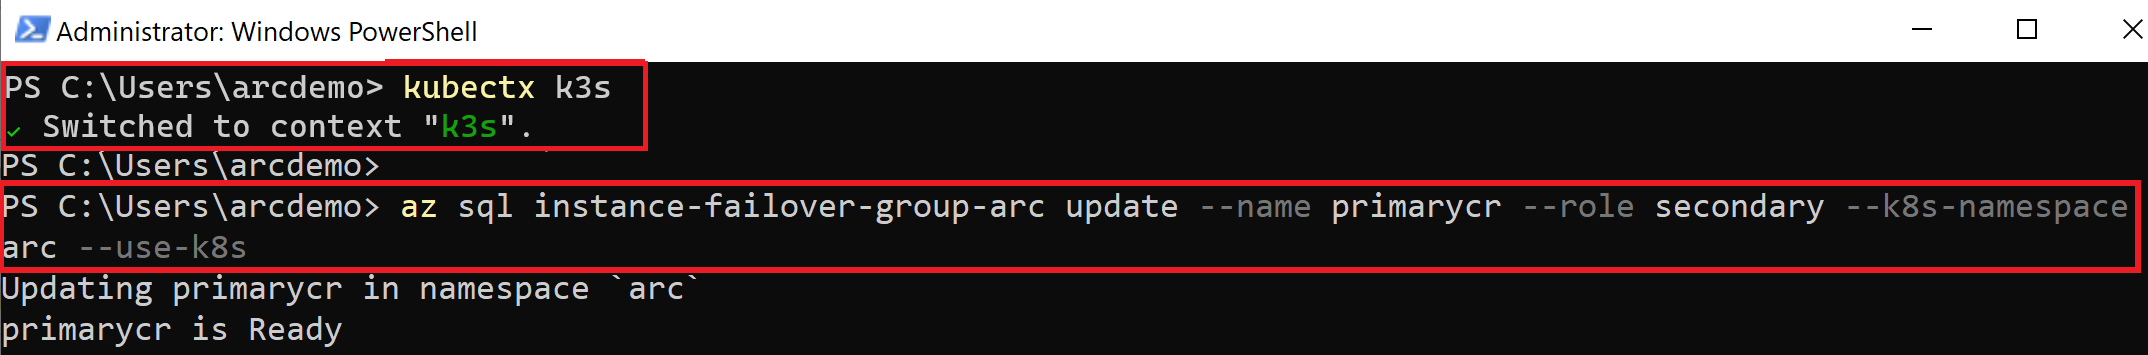 Administrator: Windows PowerShell
PS C:\Users\arcdemo> kubectx k3s
✓ Switched to context "k3s".
PS C:\Users\arcdemo>
PS C:\Users\arcdemo> az sql instance-failover-group-arc update --name primarycr --role secondary --k8s-namespace
arc --use-k8s
Updating primarycr in namespace `arc`
primarycr is Ready